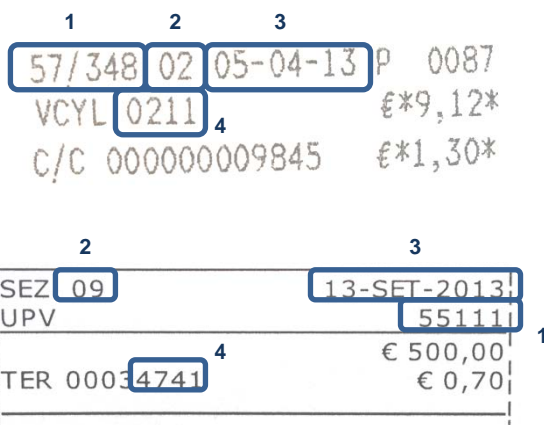 1 2 3
57/348 02 05-04-13 P 0087
VCYL 0211 €*9,12*
4
C/C 000000009845 €*1,30*
2 3
SEZ 09 13-SET-2013
UPV 55111
1
€ 500,00
4
TER 00034741 € 0,70